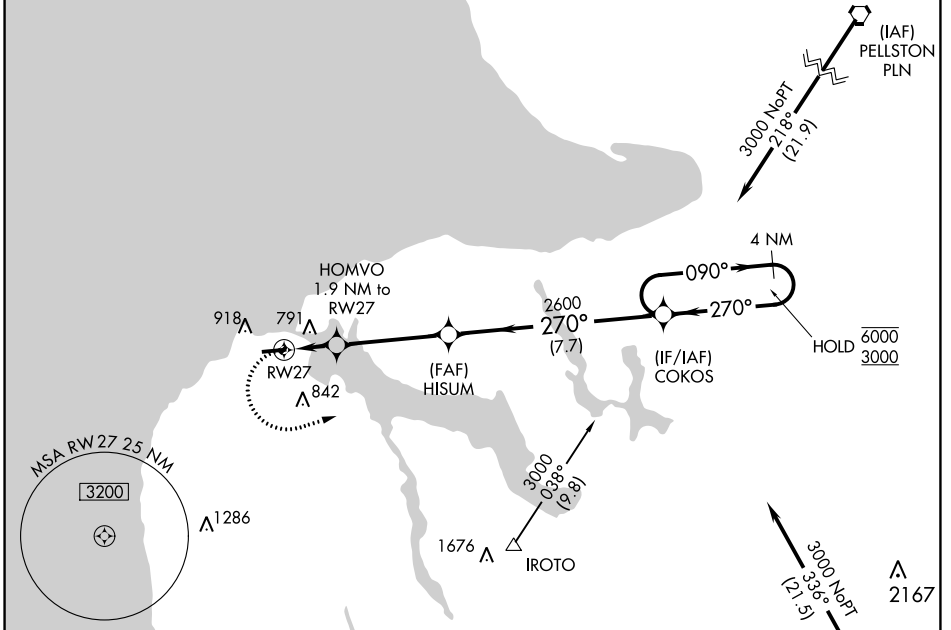 (IAF)
PELLSTON
PLN
3000 NoPT
218°
(21.9)
4 NM
090°
270°
HOLD
6000
3000
HOMVO
1.9 NM to
RW27
2600
270°
(7.7)
918
791
RW27
842
(FAF)
HISUM
(IF/IAF)
COKOS
MSA RW27 25 NM
3200
1286
3000
038°
(9.8)
1676
IROTO
3000 NoPT
336°
(21.5)
2167